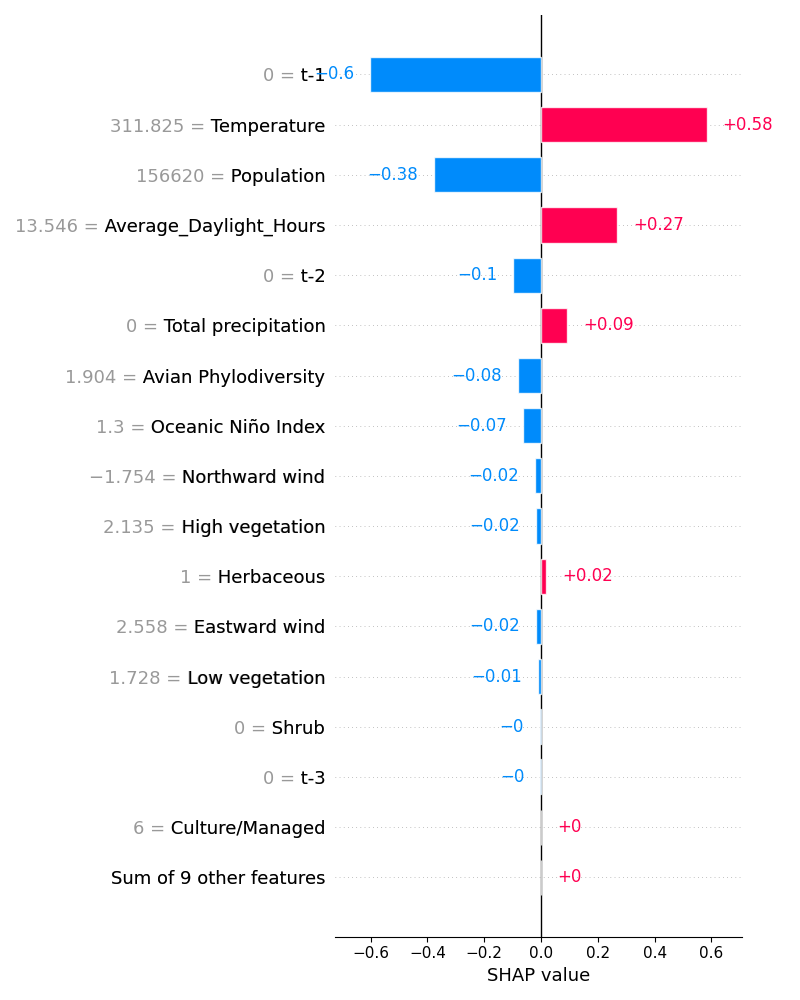 0 = t-1 −0.6
311.825 = Temperature +0.58
156620 = Population −0.38
13.546 = Average_Daylight_Hours +0.27
0 = t-2 −0.1
0 = Total precipitation +0.09
1.904 = Avian Phylodiversity −0.08
1.3 = Oceanic Niño Index −0.07
−1.754 = Northward wind −0.02
2.135 = High vegetation −0.02
1 = Herbaceous +0.02
2.558 = Eastward wind −0.02
1.728 = Low vegetation −0.01
0 = Shrub −0
0 = t-3 −0
6 = Culture/Managed +0
Sum of 9 other features +0
−0.6 −0.4 −0.2 0.0 0.2 0.4 0.6
SHAP value